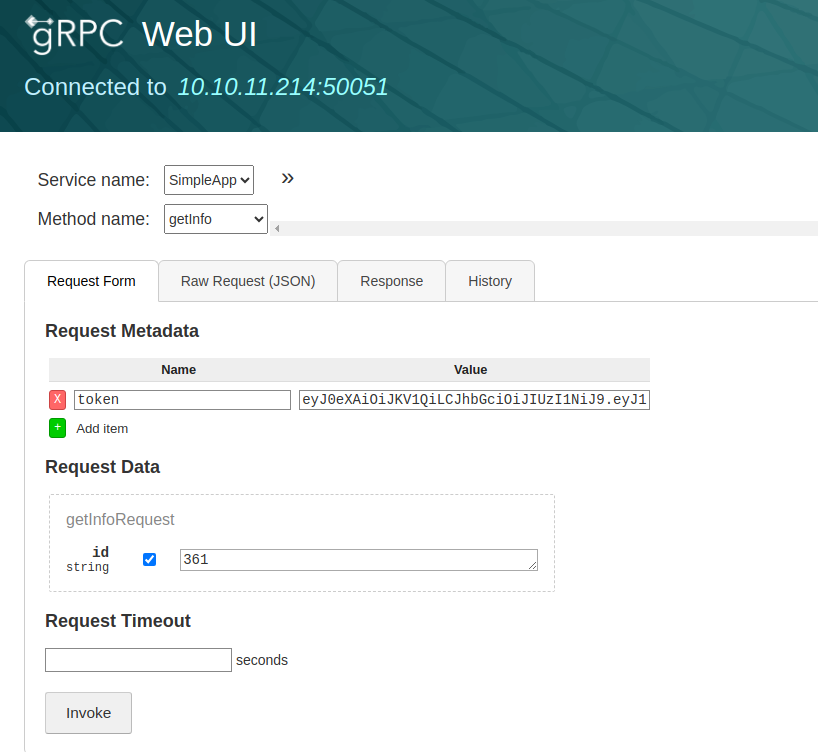 gRPC Web UI
Connected to 10.10.11.214:50051
Service name: SimpleApp »
Method name: getInfo
Request Form Raw Request (JSON) Response History
Request Metadata
Name Value
X token eyJ0eXAiOiJKV1QiLCJhbGciOiJIUzI1NiJ9.eyJ1
+ Add item
Request Data
getInfoRequest
id 361
string
Request Timeout
seconds
Invoke